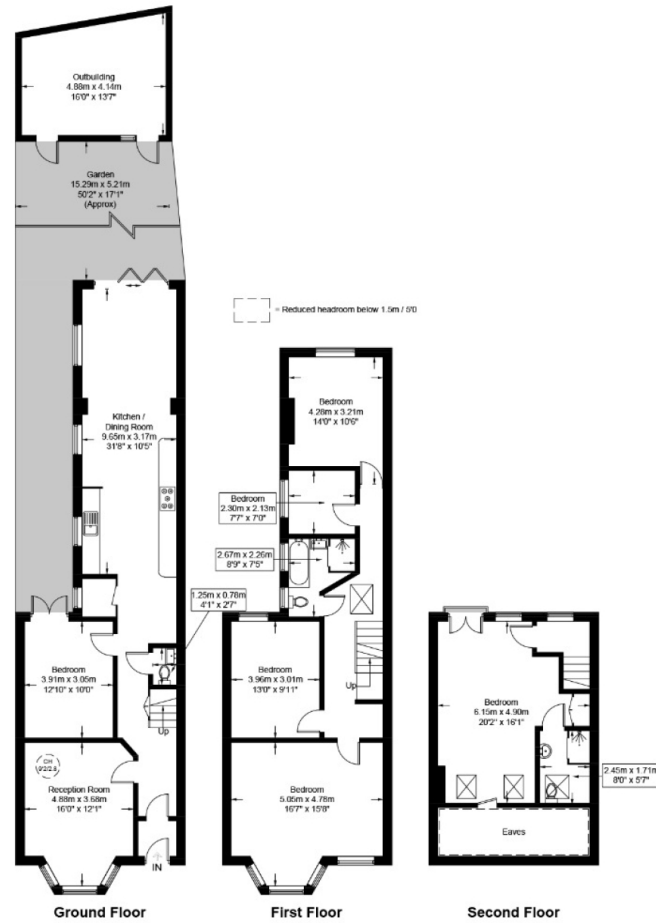 Outbuilding
4.88m x 4.14m
16'0" x 13'7"
Garden
15.29m x 5.21m
50'2" x 17'1"
(Approx)
Kitchen /
Dining Room
9.65m x 3.17m
31'8" x 10'5"
1.25m x 0.78m
4'1" x 2'7"
Bedroom
3.91m x 3.05m
12'10" x 10'0"
Up
CH
Reception Room
4.88m x 3.68m
16'0" x 12'1"
IN
Ground Floor
= Reduced headroom below 1.5m / 5'0
Bedroom
4.28m x 3.21m
14'0" x 10'6"
Bedroom
2.30m x 2.13m
7'7" x 7'0"
2.67m x 2.26m
8'9" x 7'5"
Bedroom
3.96m x 3.01m
13'0" x 9'11"
Up
Bedroom
5.05m x 4.78m
16'7" x 15'8"
First Floor
Bedroom
6.15m x 4.90m
20'2" x 16'1"
2.45m x 1.71m
8'0" x 5'7"
Eaves
Second Floor